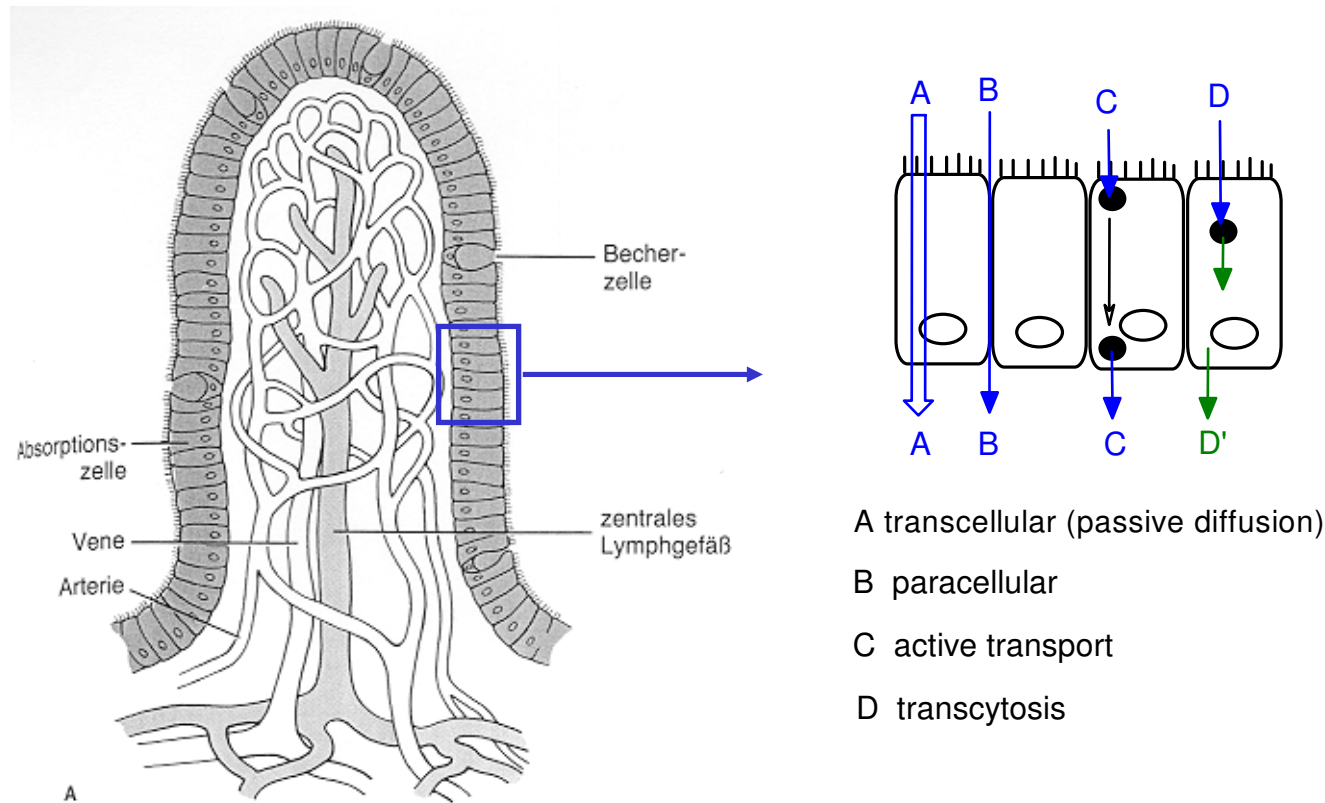 Becher-
zelle
Absorptions-
zelle
Vene
Arterie
zentrales
Lymphgefäß
A
A B C D
A B C D'
A transcellular (passive diffusion)
B paracellular
C active transport
D transcytosis